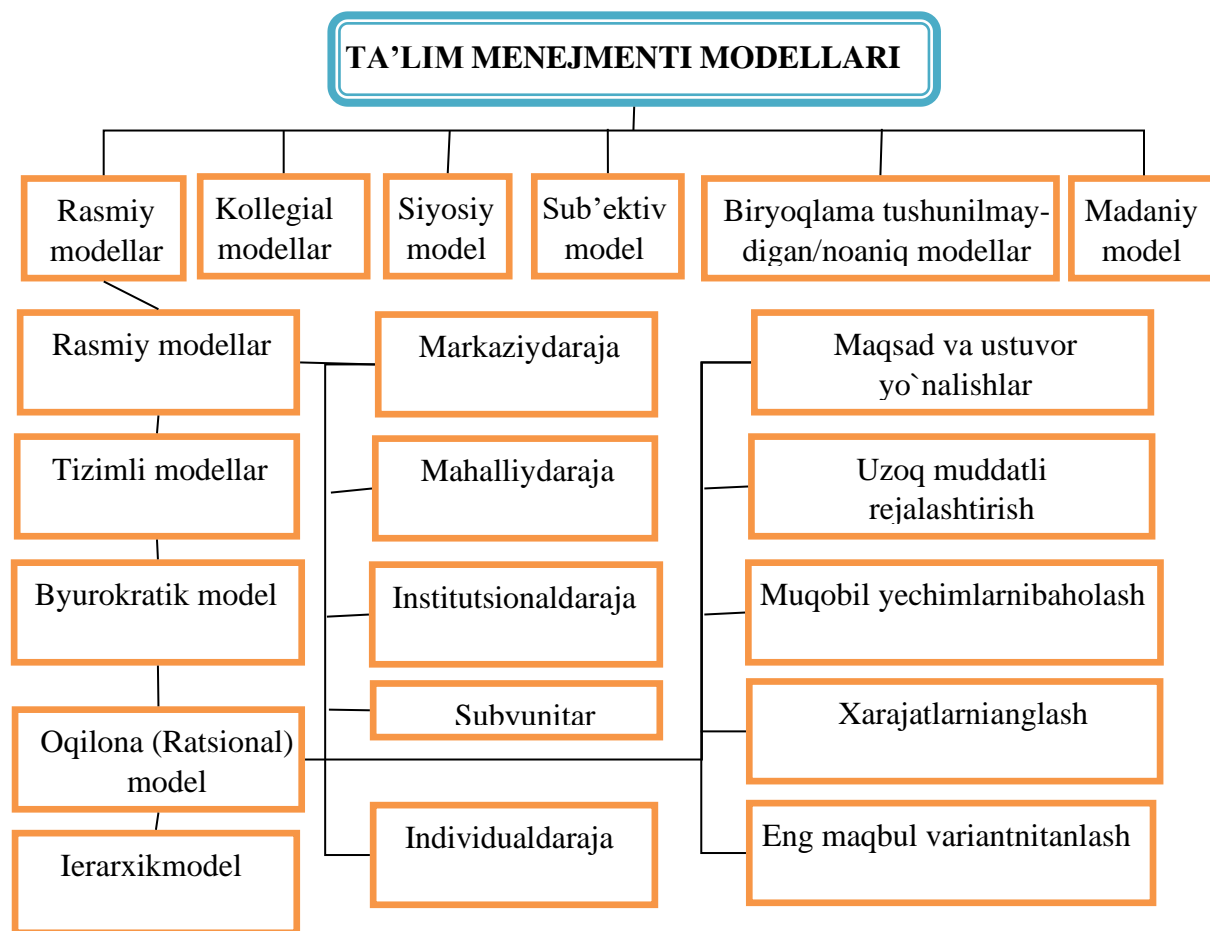 TA’LIM MENEJMENTI MODELLARI
Rasmiy
modellar
Kollegial
modellar
Siyosiy
model
Sub’ektiv
model
Biryoqlama tushunilmay-
digan/noaniq modellar
Madaniy
model
Rasmiy modellar
Tizimli modellar
Byurokratik model
Oqilona (Ratsional)
model
Ierarxikmodel
Markaziydaraja
Mahalliydaraja
Institutsionaldaraja
Subyunitar
Individualdaraja
Maqsad va ustuvor
yo`nalishlar
Uzoq muddatli
rejalashtirish
Muqobil yechimlarnibaholash
Xarajatlarnianglash
Eng maqbul variantnitanlash